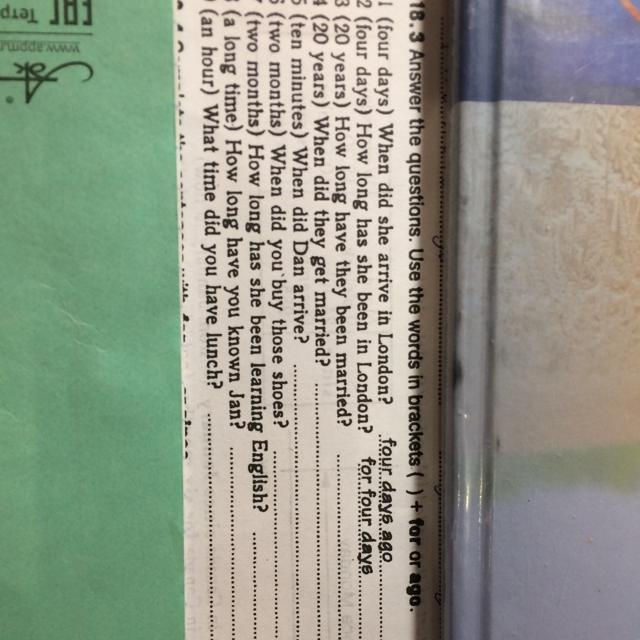 18.3 Answer the questions. Use the words in brackets ( ) + for or ago.
1 (four days) When did she arrive in London? four days ago
2 (four days) How long has she been in London? for four days
3 (20 years) How long have they been married?
4 (20 years) When did they get married?
5 (ten minutes) When did Dan arrive?
6 (two months) When did you buy those shoes?
7 (two months) How long has she been learning English?
(a long time) How long have you known Jan?
(an hour) What time did you have lunch?